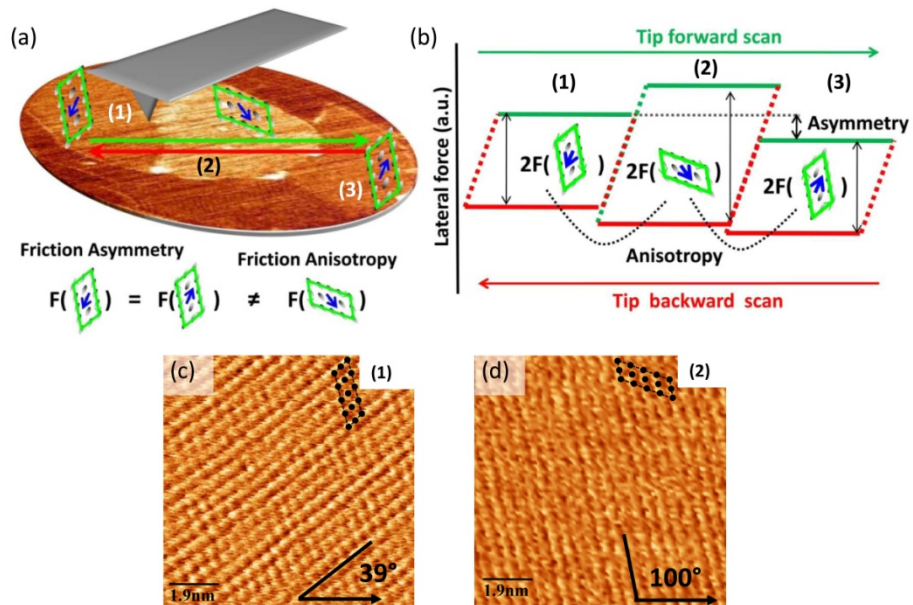 (a)
(1)
(2)
(3)
Friction Asymmetry
Friction Anisotropy
F( ) = F( ) ≠ F( )
(b)
Tip forward scan
(1)
(2)
(3)
Lateral force (a.u.)
Asymmetry
2F( )
2F( )
2F( )
Anisotropy
Tip backward scan
(c)
(1)
1.9nm
39°
(d)
(2)
1.9nm
100°